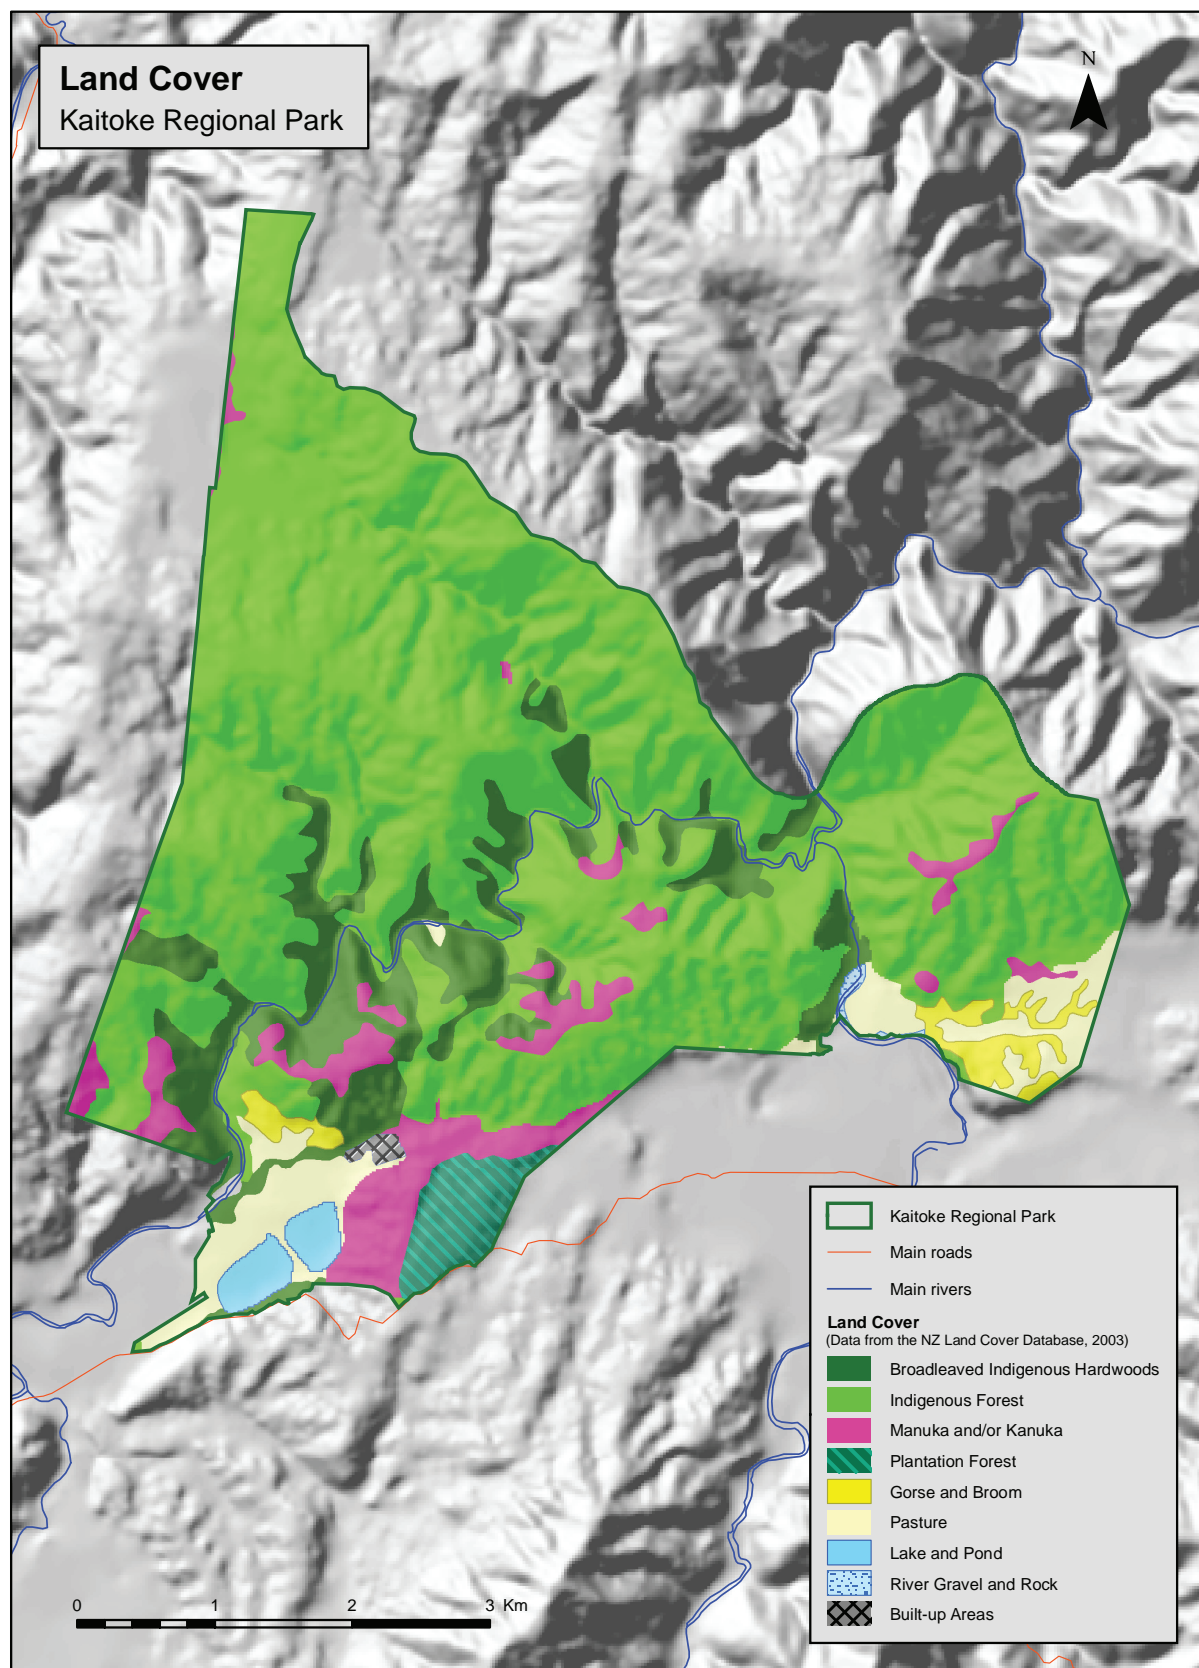 Land Cover
Kaitoke Regional Park
N
Kaitoke Regional Park
Main roads
Main rivers
Land Cover
(Data from the NZ Land Cover Database, 2003)
Broadleaved Indigenous Hardwoods
Indigenous Forest
Manuka and/or Kanuka
Plantation Forest
Gorse and Broom
Pasture
Lake and Pond
River Gravel and Rock
Built-up Areas
0 1 2 3 Km